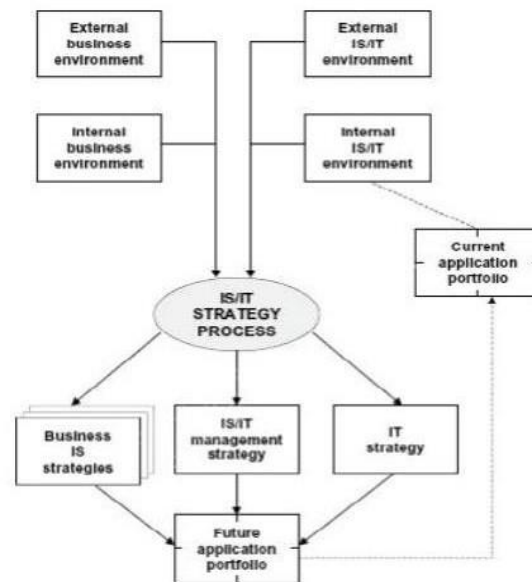 External
business
environment
External
IS/IT
environment
Internal
business
environment
Internal
IS/IT
environment
Current
application
portfolio
IS/IT
STRATEGY
PROCESS
Business
IS
strategies
IS/IT
management
strategy
IT
strategy
Future
application
portfolio